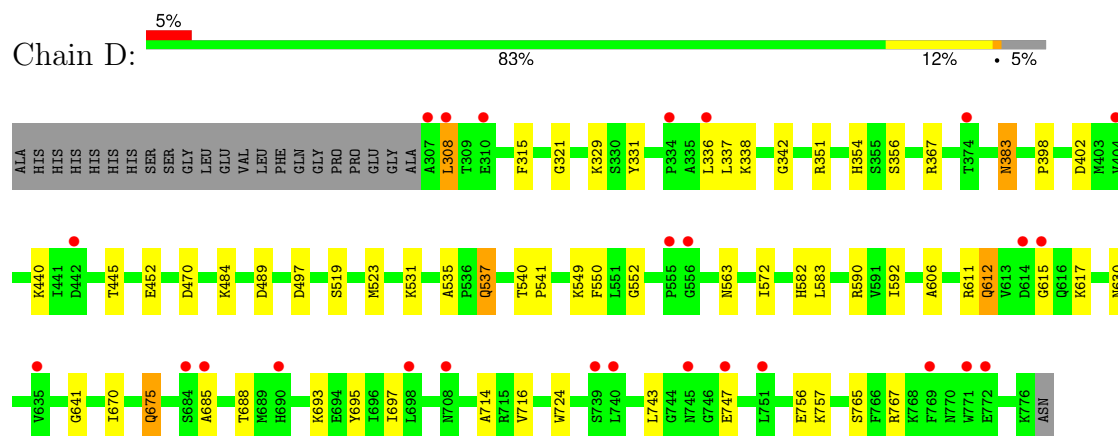 5%
Chain D:
83% 12% • 5%
ALA HIS HIS HIS HIS HIS HIS SER SER GLY LEU GLU VAL LEU PHE GLN GLY PRO PRO GLU GLY ALA A307 L308 T309 E310 F315 G321 K329 S330 Y331 P334 A335 L336 L337 K338 G342 R351 H354 S355 S356 R367 T374 N383 P398 D402 M403 V404
K440 I441 D442 T445 E452 D470 K484 D489 D497 S519 M523 K531 A535 P536 Q537 T540 P541 K549 F550 L551 G552 P555 G556 N563 I572 H582 L583 R590 V591 I592 A606 R611 Q612 V613 D614 G615 Q616 K617 N630
V635 G641 I670 Q675 S684 A685 T688 M689 H690 K693 E694 Y695 I696 I697 L698 N708 A714 R715 V716 W724 S739 L740 L743 G744 N745 G746 E747 L751 E756 K757 S765 F766 R767 K768 F769 N770 W771 E772 K776 ASN